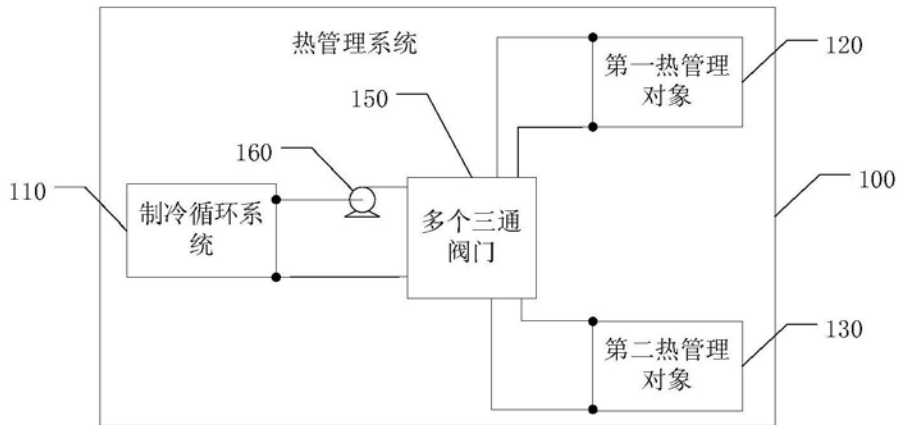 热管理系统
120
第一热管理
对象
150
160
110
100
制冷循环系
统
多个三通
阀门
130
第二热管理
对象